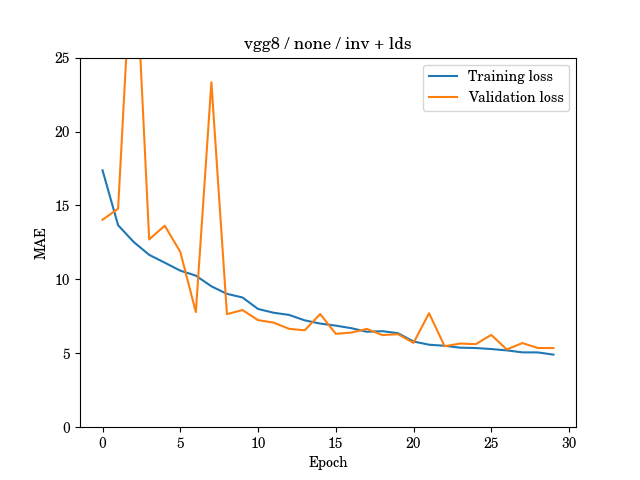 vgg8 / none / inv + lds
Training loss
Validation loss
25
20
15
10
5
0
MAE
0 5 10 15 20 25 30
Epoch